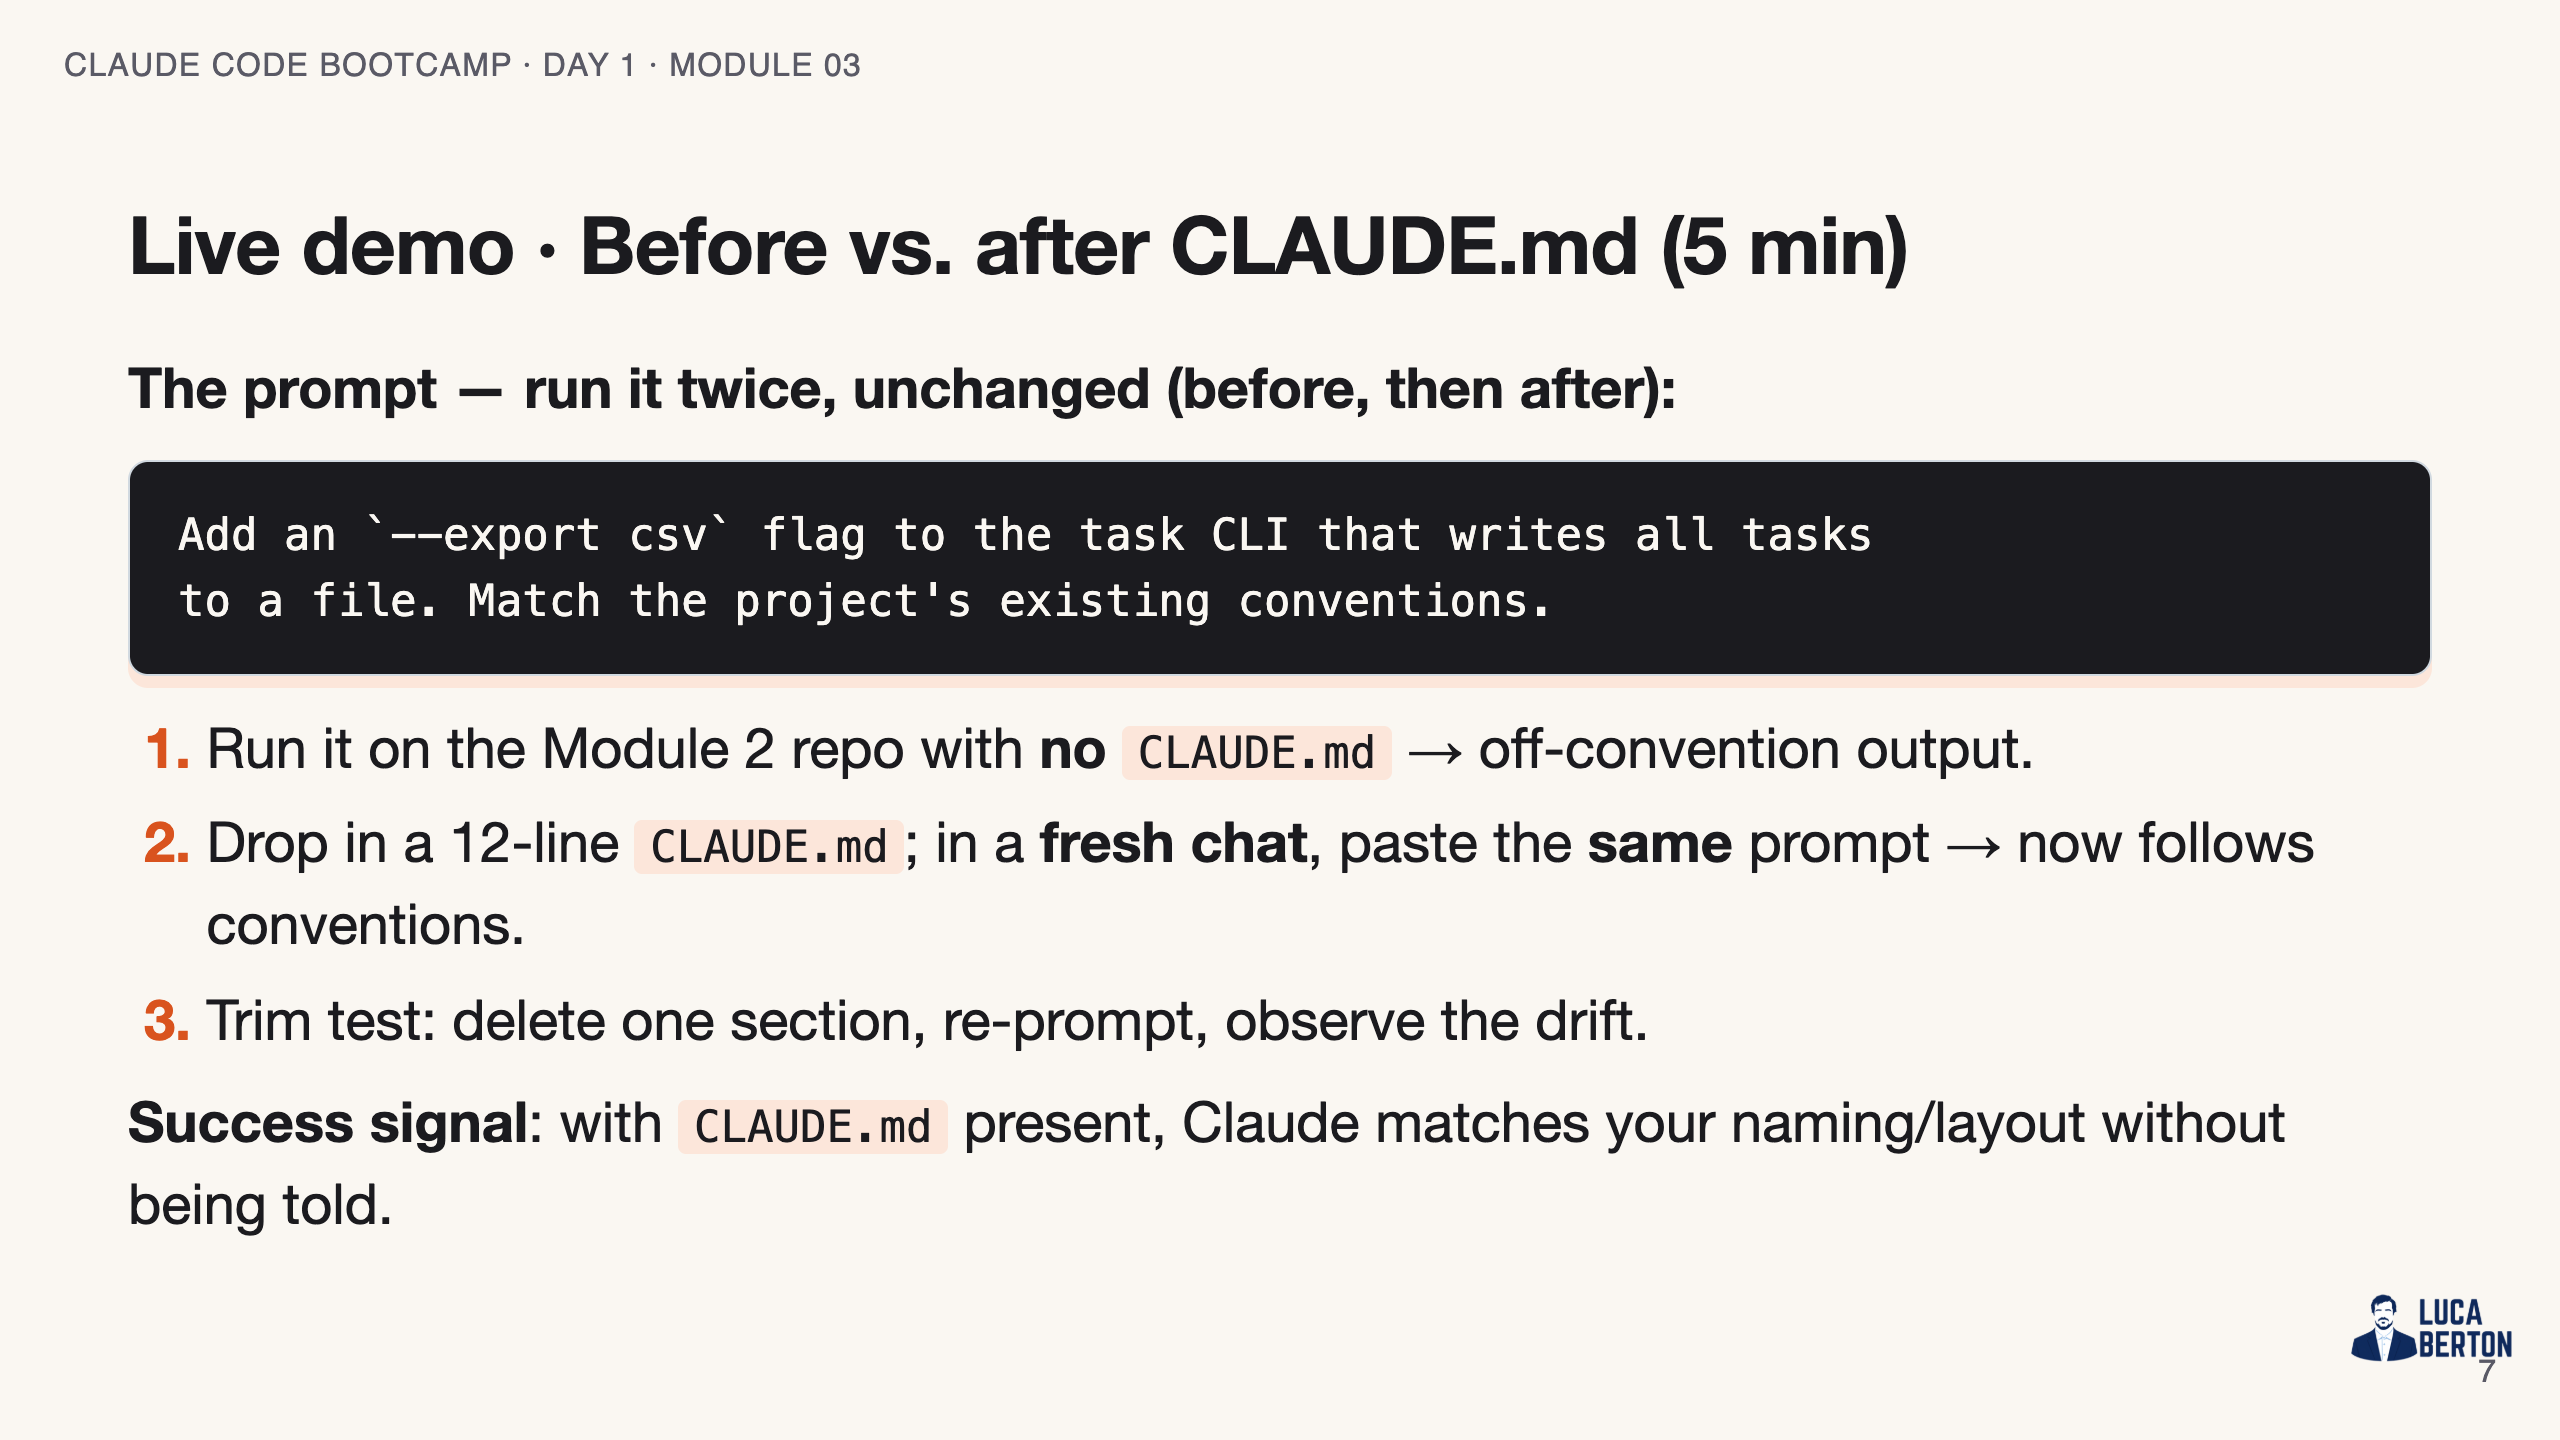 CLAUDE CODE BOOTCAMP · DAY 1 · MODULE 03
Live demo · Before vs. after CLAUDE.md (5 min)
The prompt — run it twice, unchanged (before, then after):
Add an `--export csv` flag to the task CLI that writes all tasks
to a file. Match the project's existing conventions.
1. Run it on the Module 2 repo with no CLAUDE.md → off-convention output.
2. Drop in a 12-line CLAUDE.md; in a fresh chat, paste the same prompt → now follows
conventions.
3. Trim test: delete one section, re-prompt, observe the drift.
Success signal: with CLAUDE.md present, Claude matches your naming/layout without
being told.
LUCA
BERTON
7